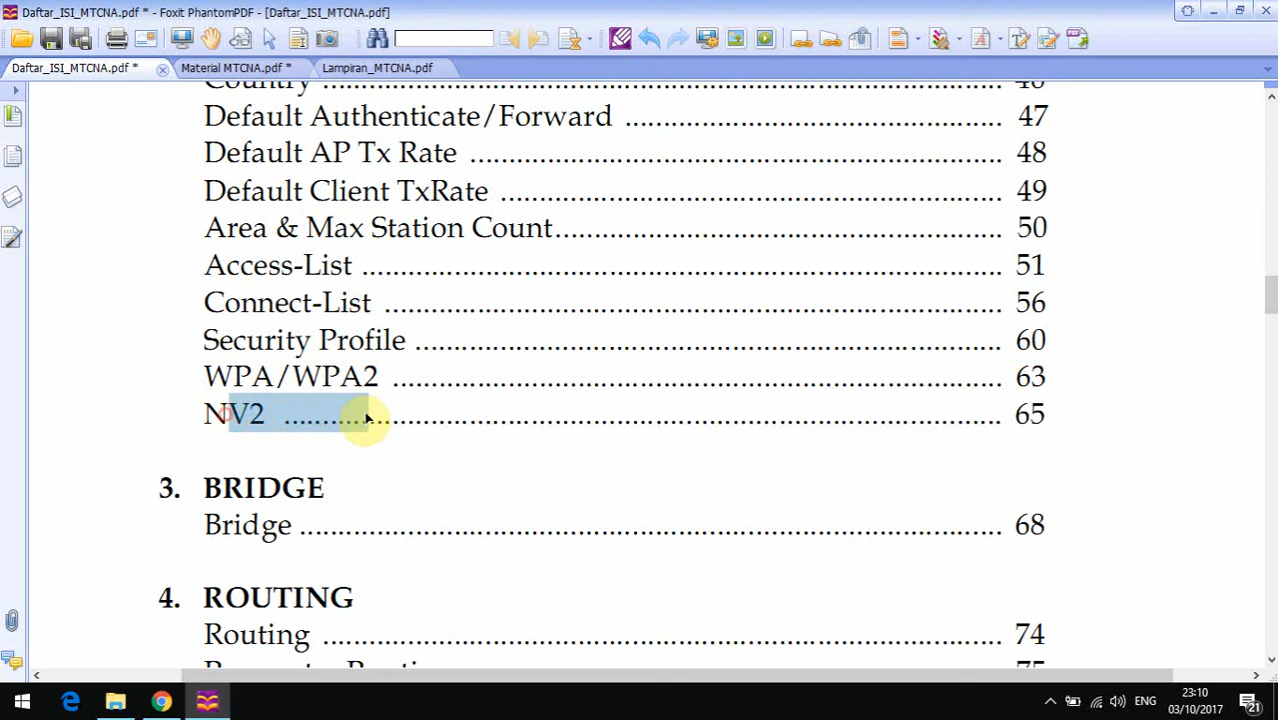 Daftar_ISI_MTCNA.pdf * - Foxit PhantomPDF - [Daftar_ISI_MTCNA.pdf]
Daftar_ISI_MTCNA.pdf * Material MTCNA.pdf * Lampiran_MTCNA.pdf
Country ........................................................ 46
Default Authenticate/Forward ........................................................ 47
Default AP Tx Rate ........................................................ 48
Default Client TxRate ........................................................ 49
Area & Max Station Count........................................................ 50
Access-List ........................................................ 51
Connect-List ........................................................ 56
Security Profile ........................................................ 60
WPA/WPA2 ........................................................ 63
NV2 ........................................................ 65
3. BRIDGE
Bridge ........................................................ 68
4. ROUTING
Routing ........................................................ 74
75
ENG
23:10
03/10/2017
21